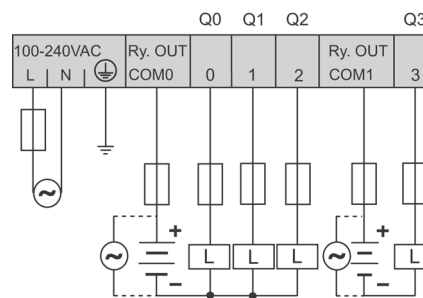 Q0 Q1 Q2 Q3
100-240VAC Ry. OUT Ry. OUT
L N COM0 0 1 2 COM1 3
+ +
L L L L
− −